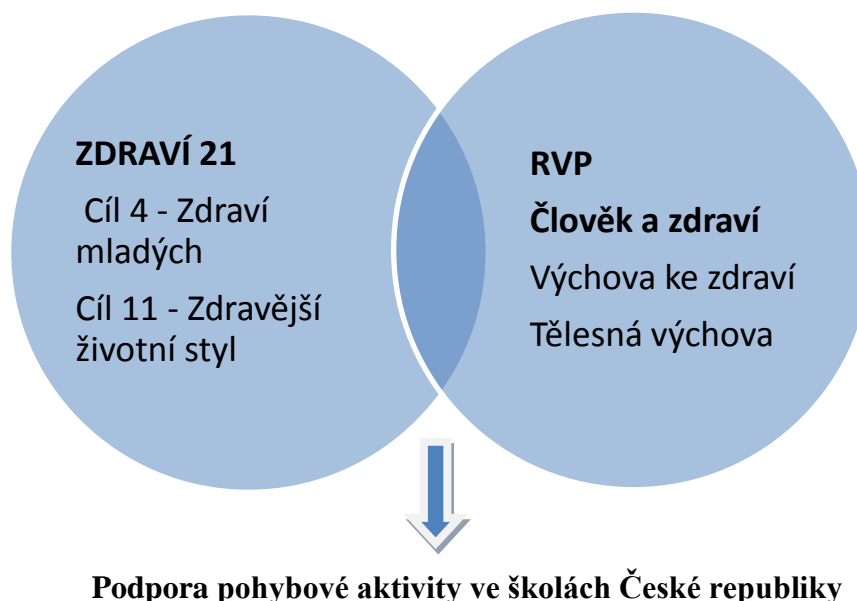 ZDRAVÍ 21
Cíl 4 - Zdraví
mladých
Cíl 11 - Zdravější
životní styl
RVP
Člověk a zdraví
Výchova ke zdraví
Tělesná výchova
Podpora pohybové aktivity ve školách České republiky